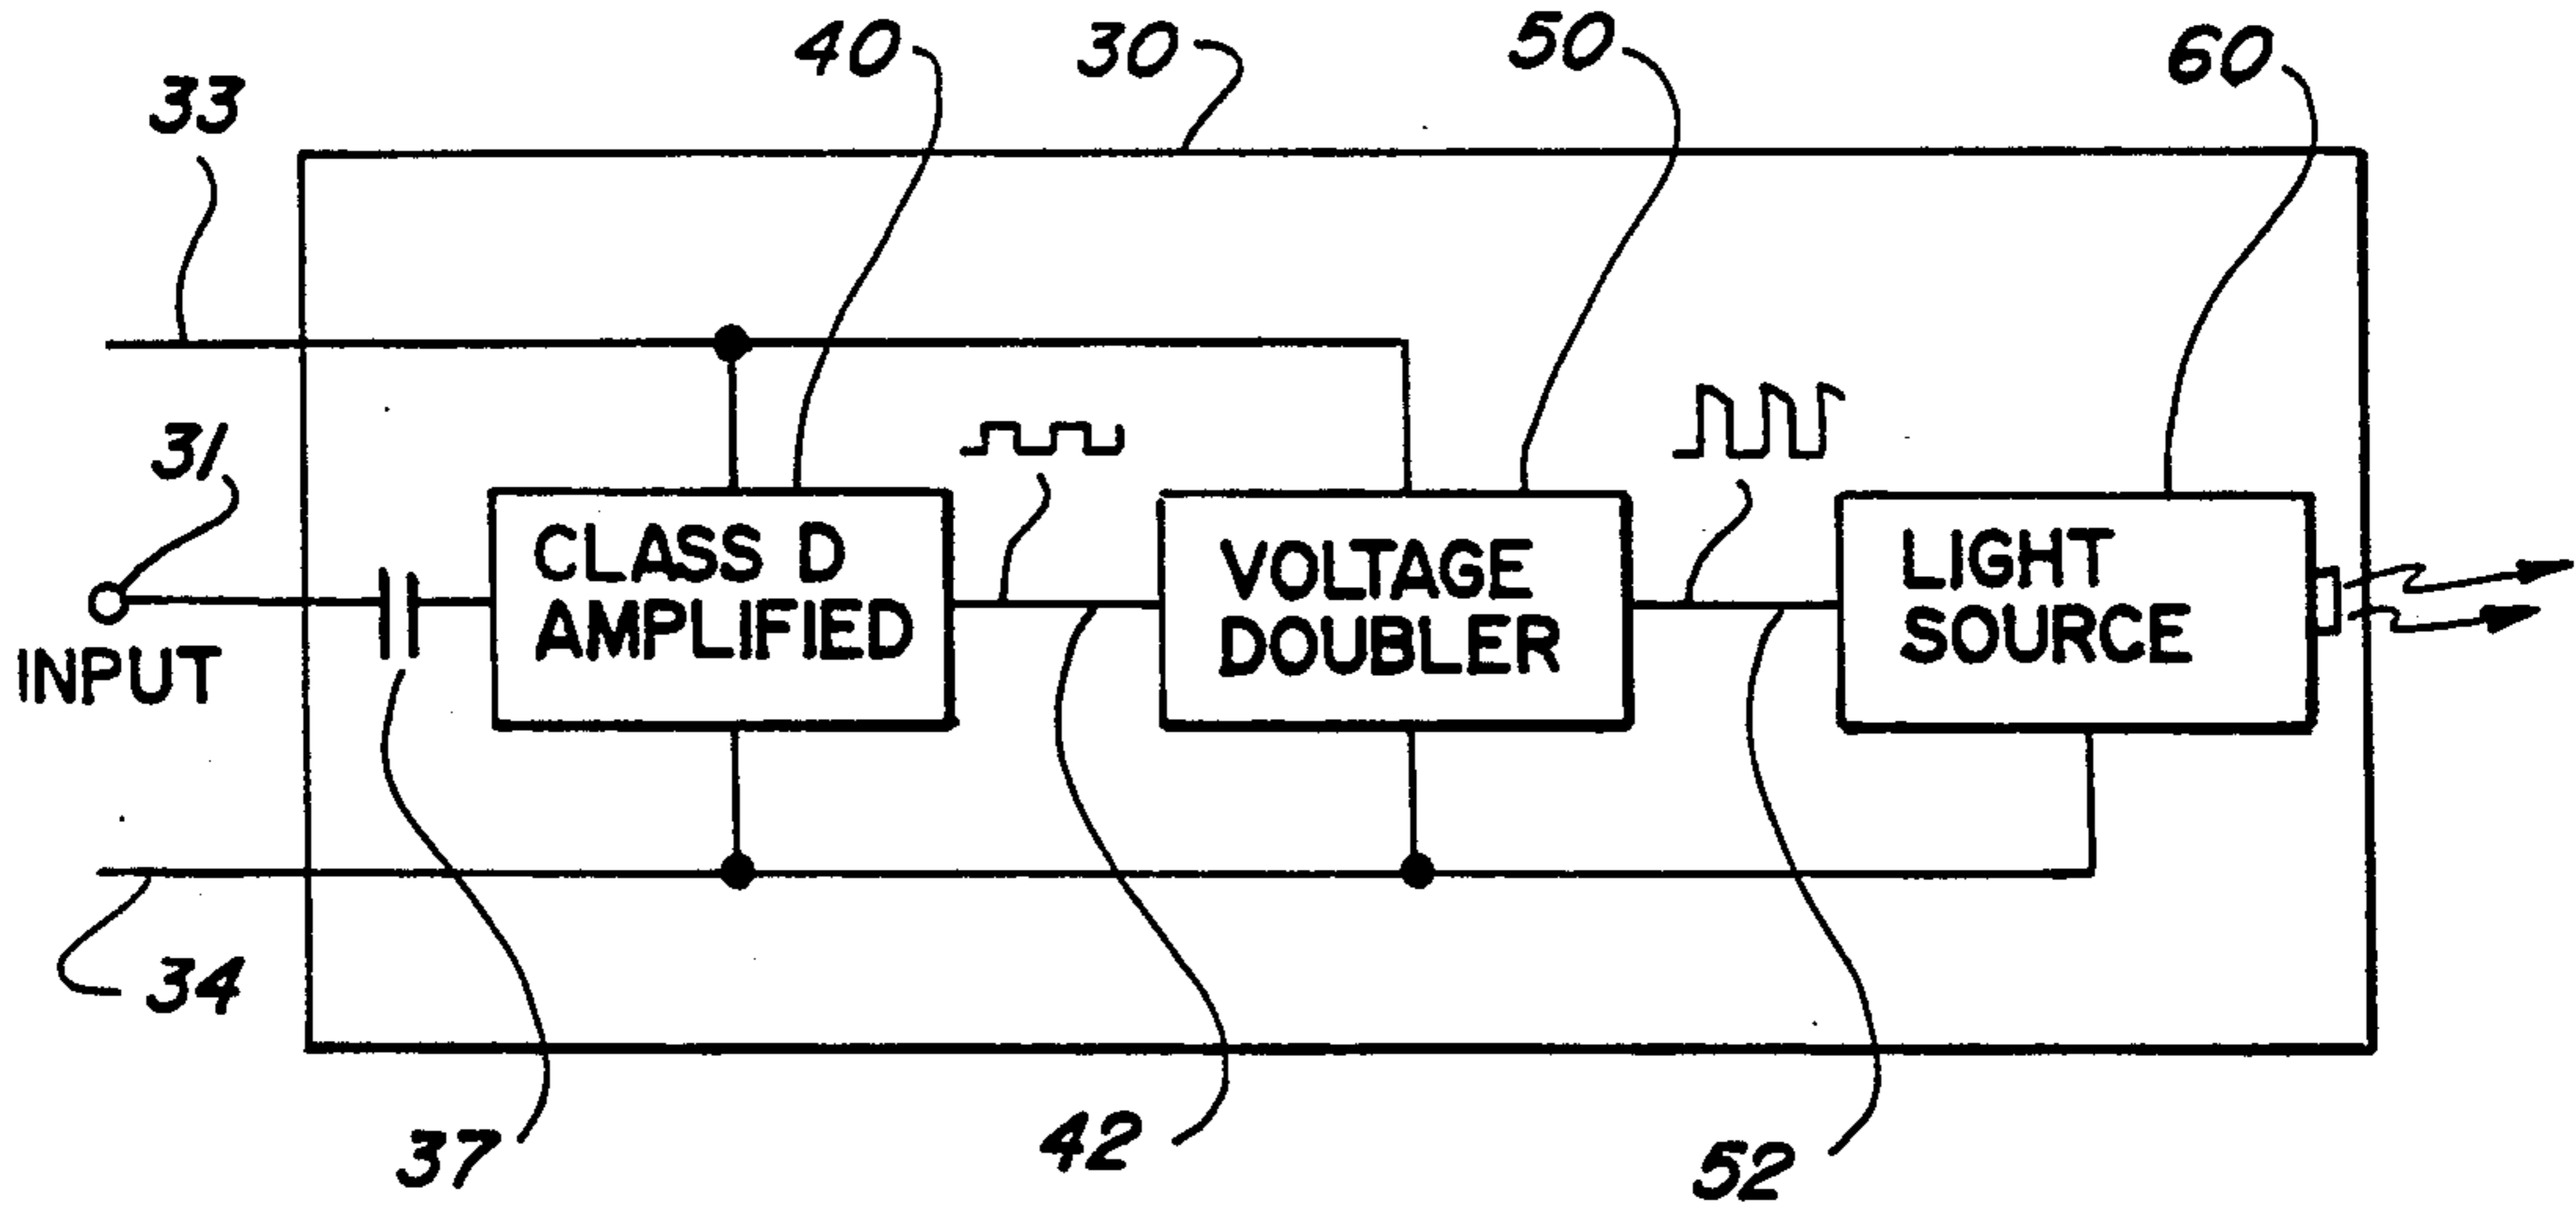 40
30
50
60
33
31
INPUT
CLASS D
AMPLIFIED
VOLTAGE
DOUBLER
LIGHT
SOURCE
34
37
42
52